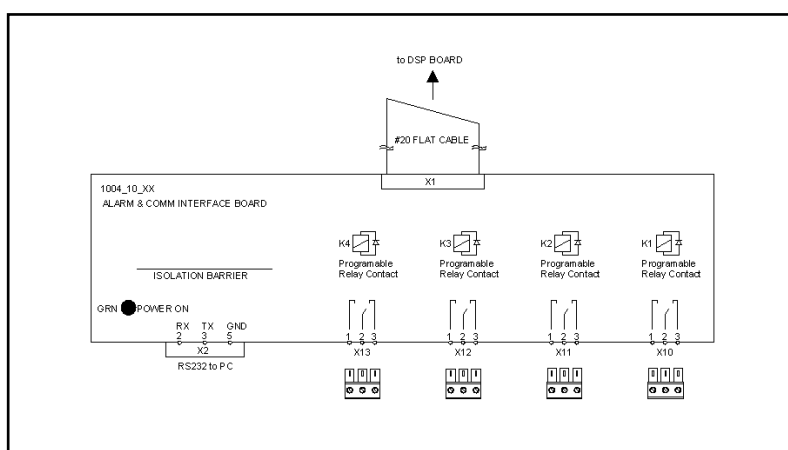 to DSP BOARD
#20 FLAT CABLE
X1
1004_10_XX
ALARM & COMM INTERFACE BOARD
K4 K3 K2 K1
Programable Programable Programable Programable
Relay Contact Relay Contact Relay Contact Relay Contact
ISOLATION BARRIER
GRN POWER ON
RX TX GND
2 3 5
1 2 3 1 2 3 1 2 3 1 2 3
X2 X13 X12 X11 X10
RS232 to PC